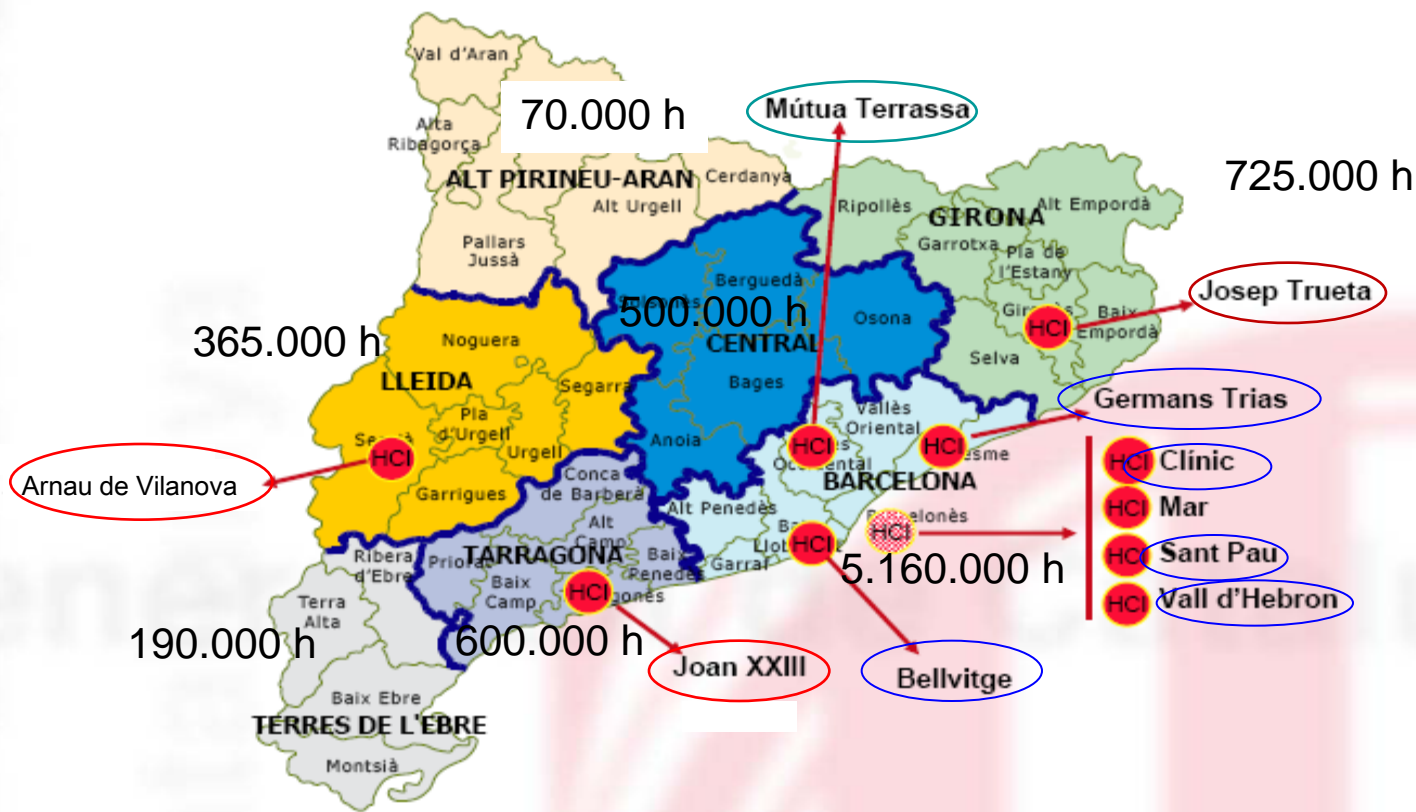 Val d'Aran
70.000 h
Mútua Terrassa
Alta
Ribagorça
ALT PIRINEU-ARAN
Cerdanya
Alt Urgell
725.000 h
Ripollès
Alt Empordà
GIRONA
Garrotxa
Pla de
l'Estany
Pallars
Jussà
Berguedà
Josep Trueta
500.000 h
Osona
HCI
Baix
Empordà
365.000 h
Noguera
CENTRAL
Selva
LLEIDA
Segarra
Bages
Germans Trias
Pla
d'Urgell
Vallès
Oriental
Anoia
Urgell
HCI
HCI
HCI
HCI Clínic
Arnau de Vilanova
BARCELONA
Garrigues
Conca
de Barberà
Alt Penedès
HCI Mar
Alt
Camp
HCI
HCI
HCI Sant Pau
Ribera
d'Ebre
Priorat
TARRAGONA
Baix
Penedès
Garraf
5.160.000 h
Baix
Camp
HCI
HCI Vall d'Hebron
Terra
Alta
190.000 h
600.000 h
Joan XXIII
Bellvitge
Baix Ebre
TERRES DE L'EBRE
Montsià